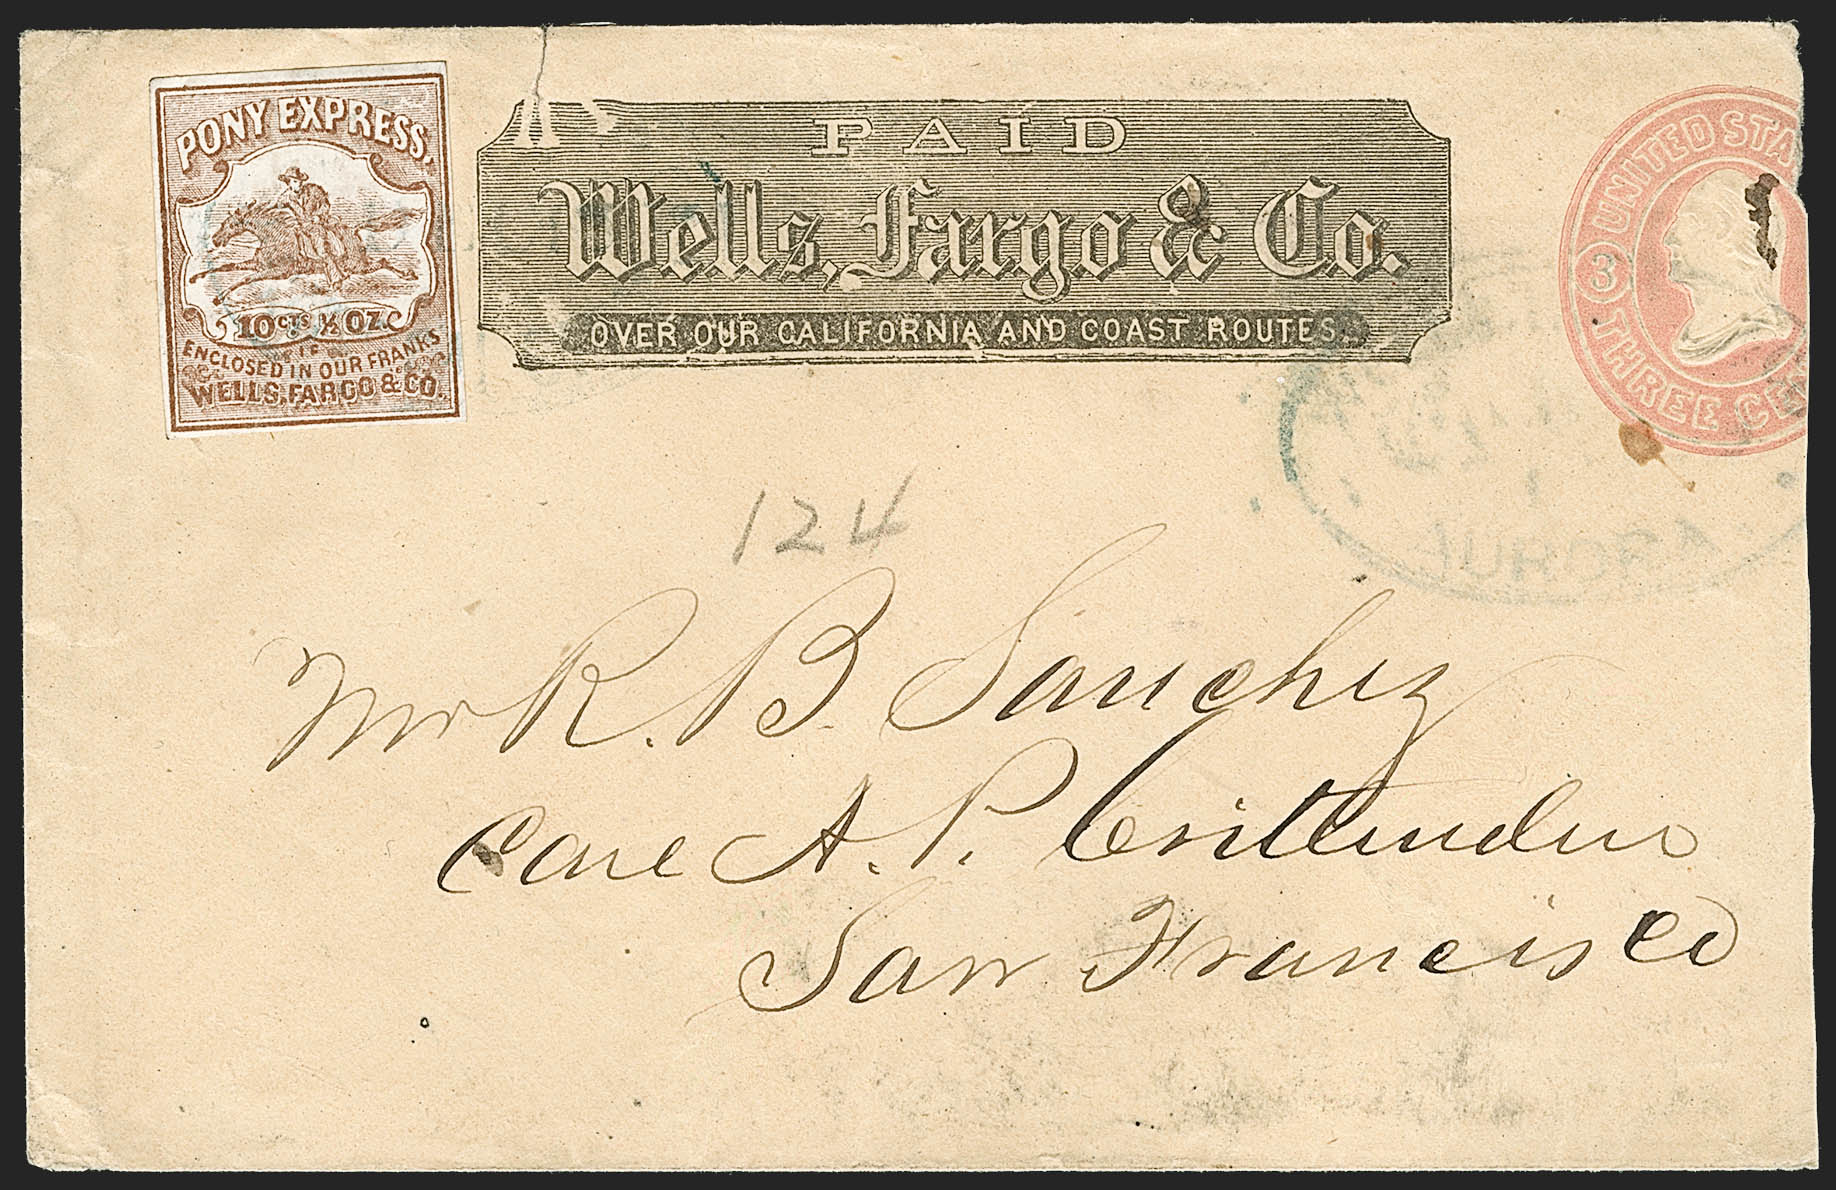 PONY EXPRESS.
10 CTS ½ OZ.
ENCLOSED IN OUR FRANKS
WELLS, FARGO & CO.
PAID
Wells, Fargo & Co.
OVER OUR CALIFORNIA AND COAST ROUTES.
UNITED STA
3
THREE CE
AURORA
124
Mr R. B. Sanchez
Care A. P. Crittenden
San Francisco